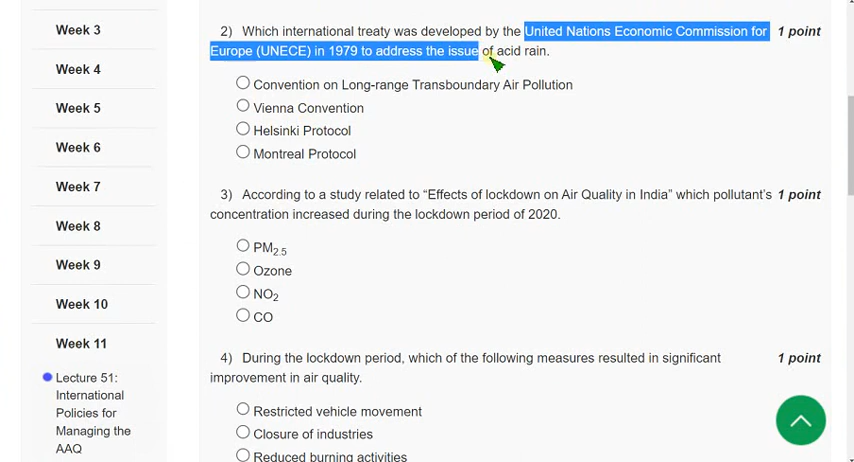 Week 3
Week 4
Week 5
Week 6
Week 7
Week 8
Week 9
Week 10
Week 11
Lecture 51:
International
Policies for
Managing the
AAQ
2) Which international treaty was developed by the United Nations Economic Commission for 1 point
Europe (UNECE) in 1979 to address the issue of acid rain.
Convention on Long-range Transboundary Air Pollution
Vienna Convention
Helsinki Protocol
Montreal Protocol
3) According to a study related to “Effects of lockdown on Air Quality in India” which pollutant’s 1 point
concentration increased during the lockdown period of 2020.
PM2.5
Ozone
NO2
CO
4) During the lockdown period, which of the following measures resulted in significant 1 point
improvement in air quality.
Restricted vehicle movement
Closure of industries
Reduced burning activities